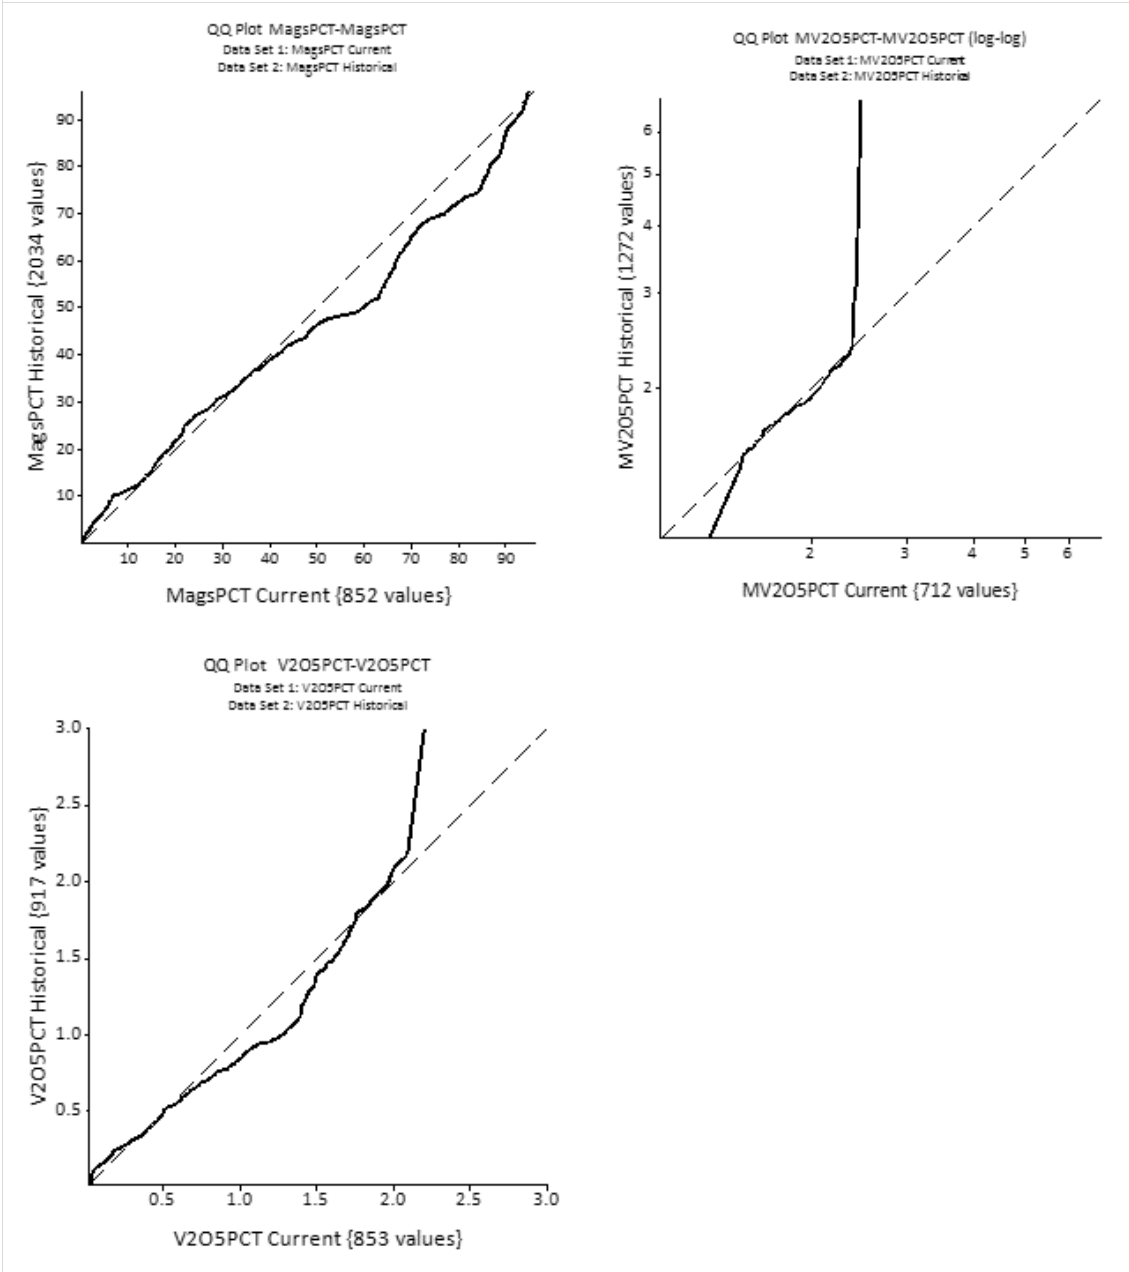 QQ Plot MagsPCT-MagsPCT
Data Set 1: MagsPCT Current
Data Set 2: MagsPCT Historical
90
80
70
60
50
40
30
20
10
MagsPCT Historical {2034 values}
10 20 30 40 50 60 70 80 90
MagsPCT Current {852 values}
QQ Plot MV2O5PCT-MV2O5PCT (log-log)
Data Set 1: MV2O5PCT Current
Data Set 2: MV2O5PCT Historical
6
5
4
3
2
MV2O5PCT Historical {1272 values}
2 3 4 5 6
MV2O5PCT Current {712 values}
QQ Plot V2O5PCT-V2O5PCT
Data Set 1: V2O5PCT Current
Data Set 2: V2O5PCT Historical
3.0
2.5
2.0
1.5
1.0
0.5
V2O5PCT Historical {917 values}
0.5 1.0 1.5 2.0 2.5 3.0
V2O5PCT Current {853 values}